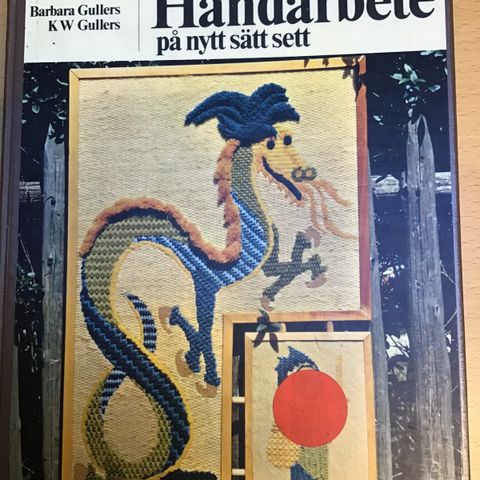 Barbara Gullers
K W Gullers
Handarbete
på nytt sätt sett